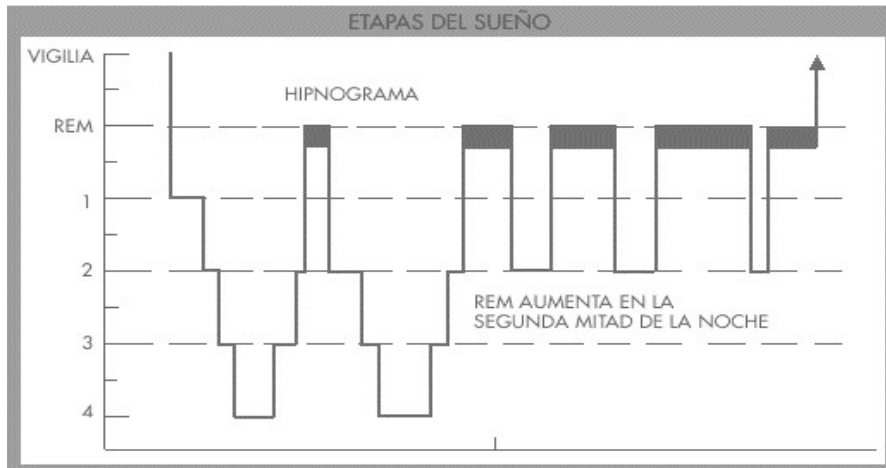 ETAPAS DEL SUEÑO
VIGILIA
HIPNOGRAMA
REM
1
2
REM AUMENTA EN LA
SEGUNDA MITAD DE LA NOCHE
3
4